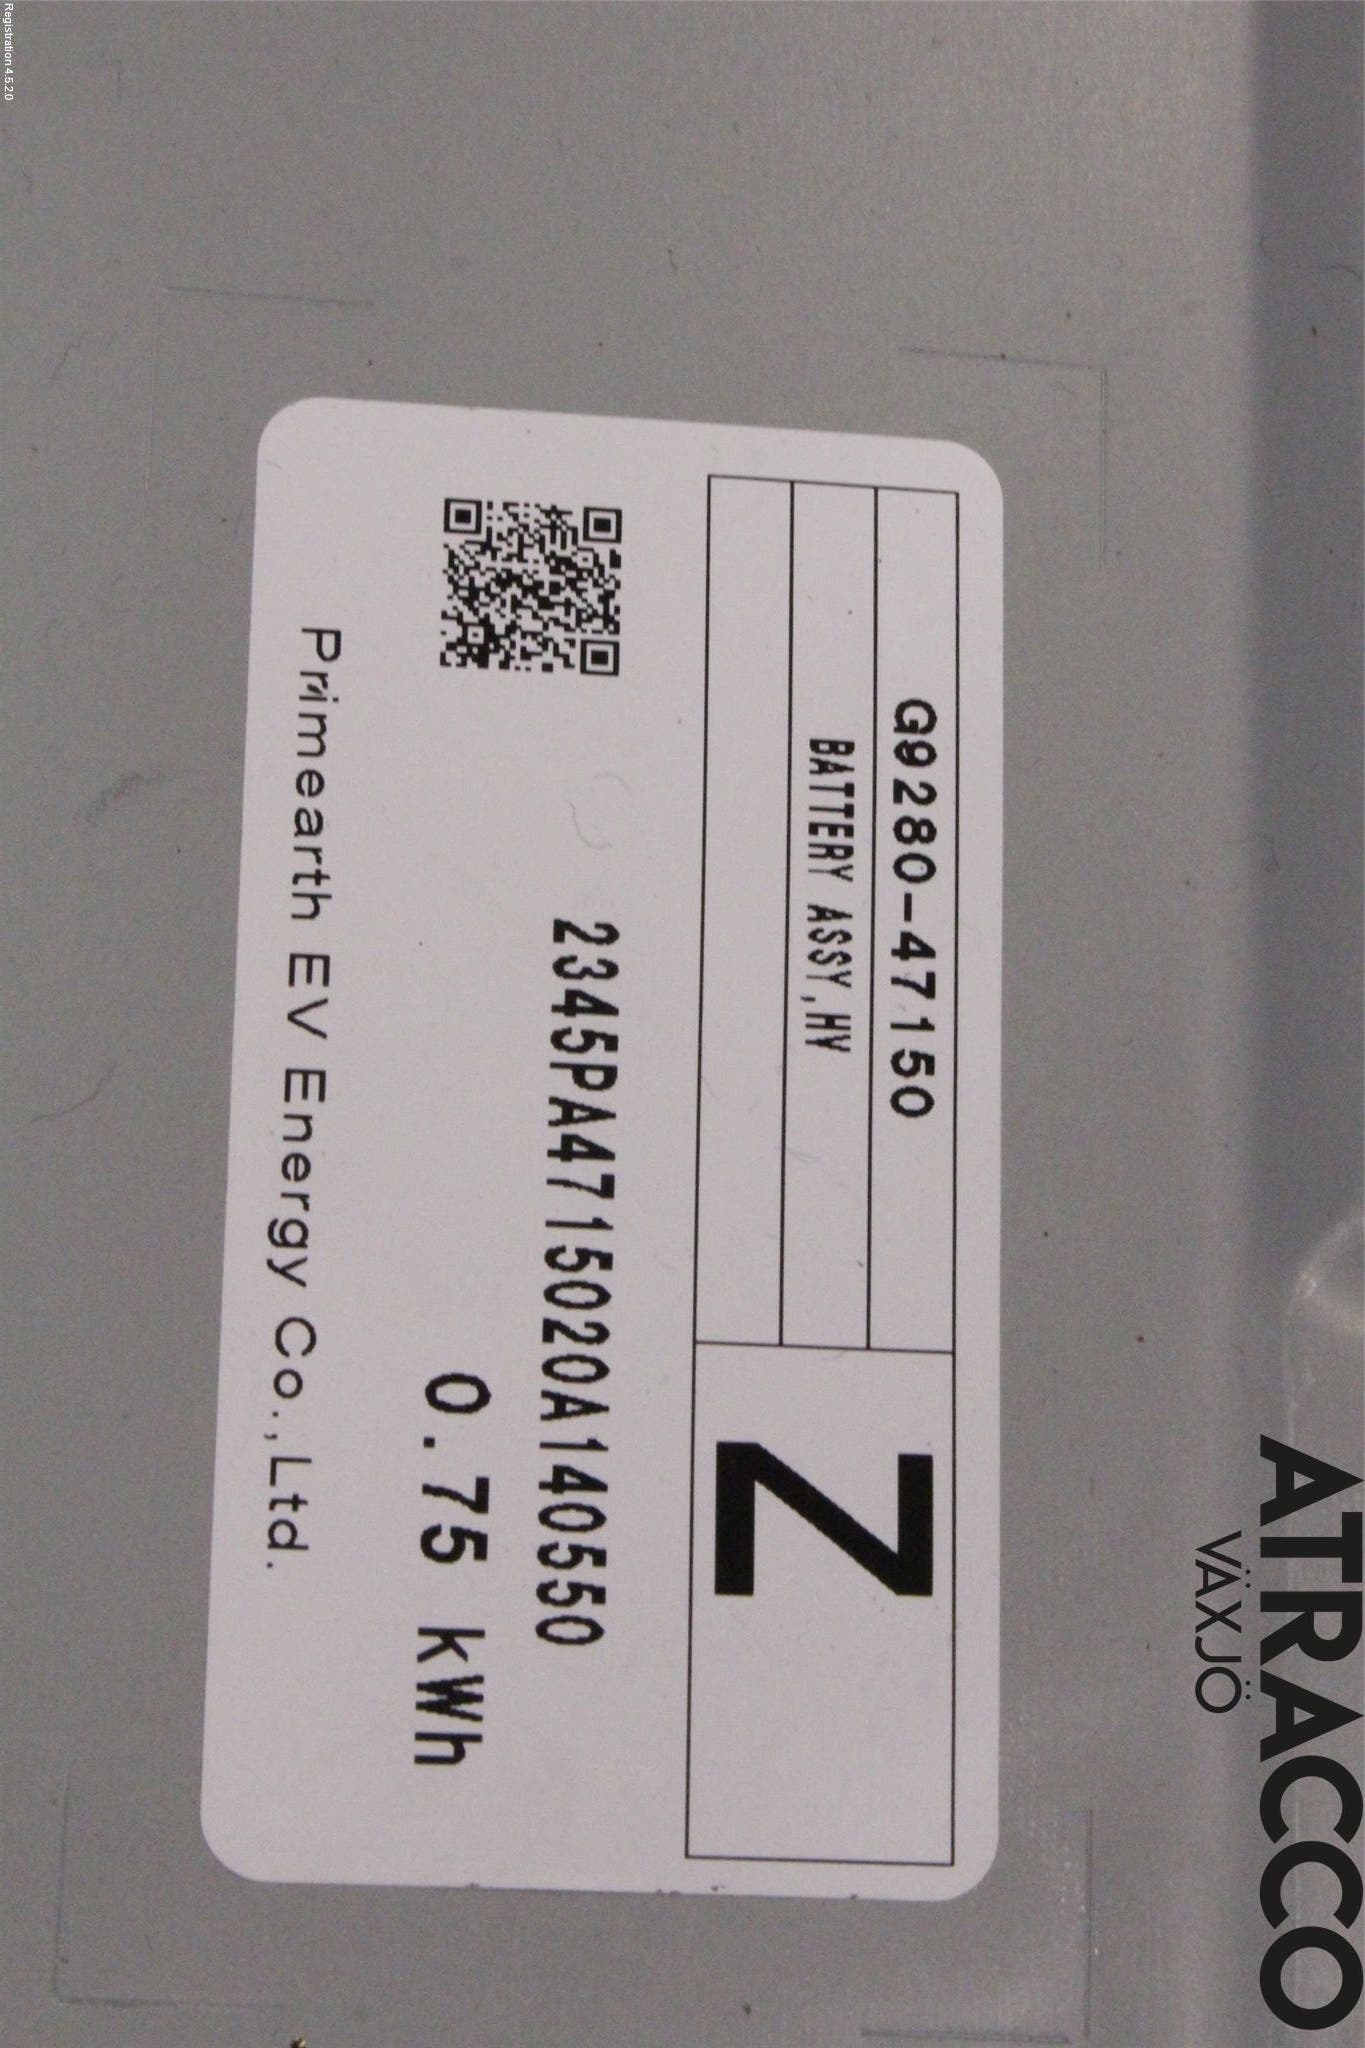 G9280-47150
BATTERY ASSY,HV
Z
2345PA4715020A140550
0.75 kWh
Primearth EV Energy Co.,Ltd.
ATRACCO
VÄXJÖ
Registration 4.5.2.0